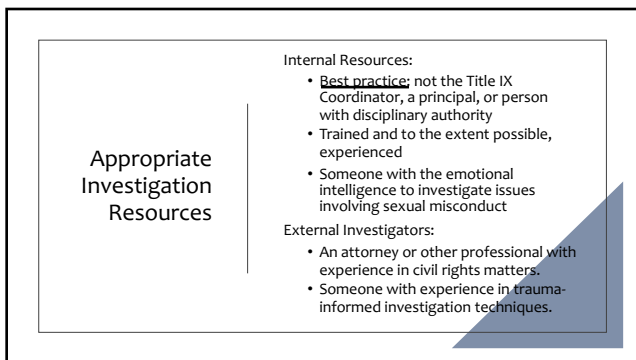 Appropriate
Investigation
Resources
Internal Resources:
• Best practice: not the Title IX
Coordinator, a principal, or person
with disciplinary authority
• Trained and to the extent possible,
experienced
• Someone with the emotional
intelligence to investigate issues
involving sexual misconduct
External Investigators:
• An attorney or other professional with
experience in civil rights matters.
• Someone with experience in trauma-
informed investigation techniques.